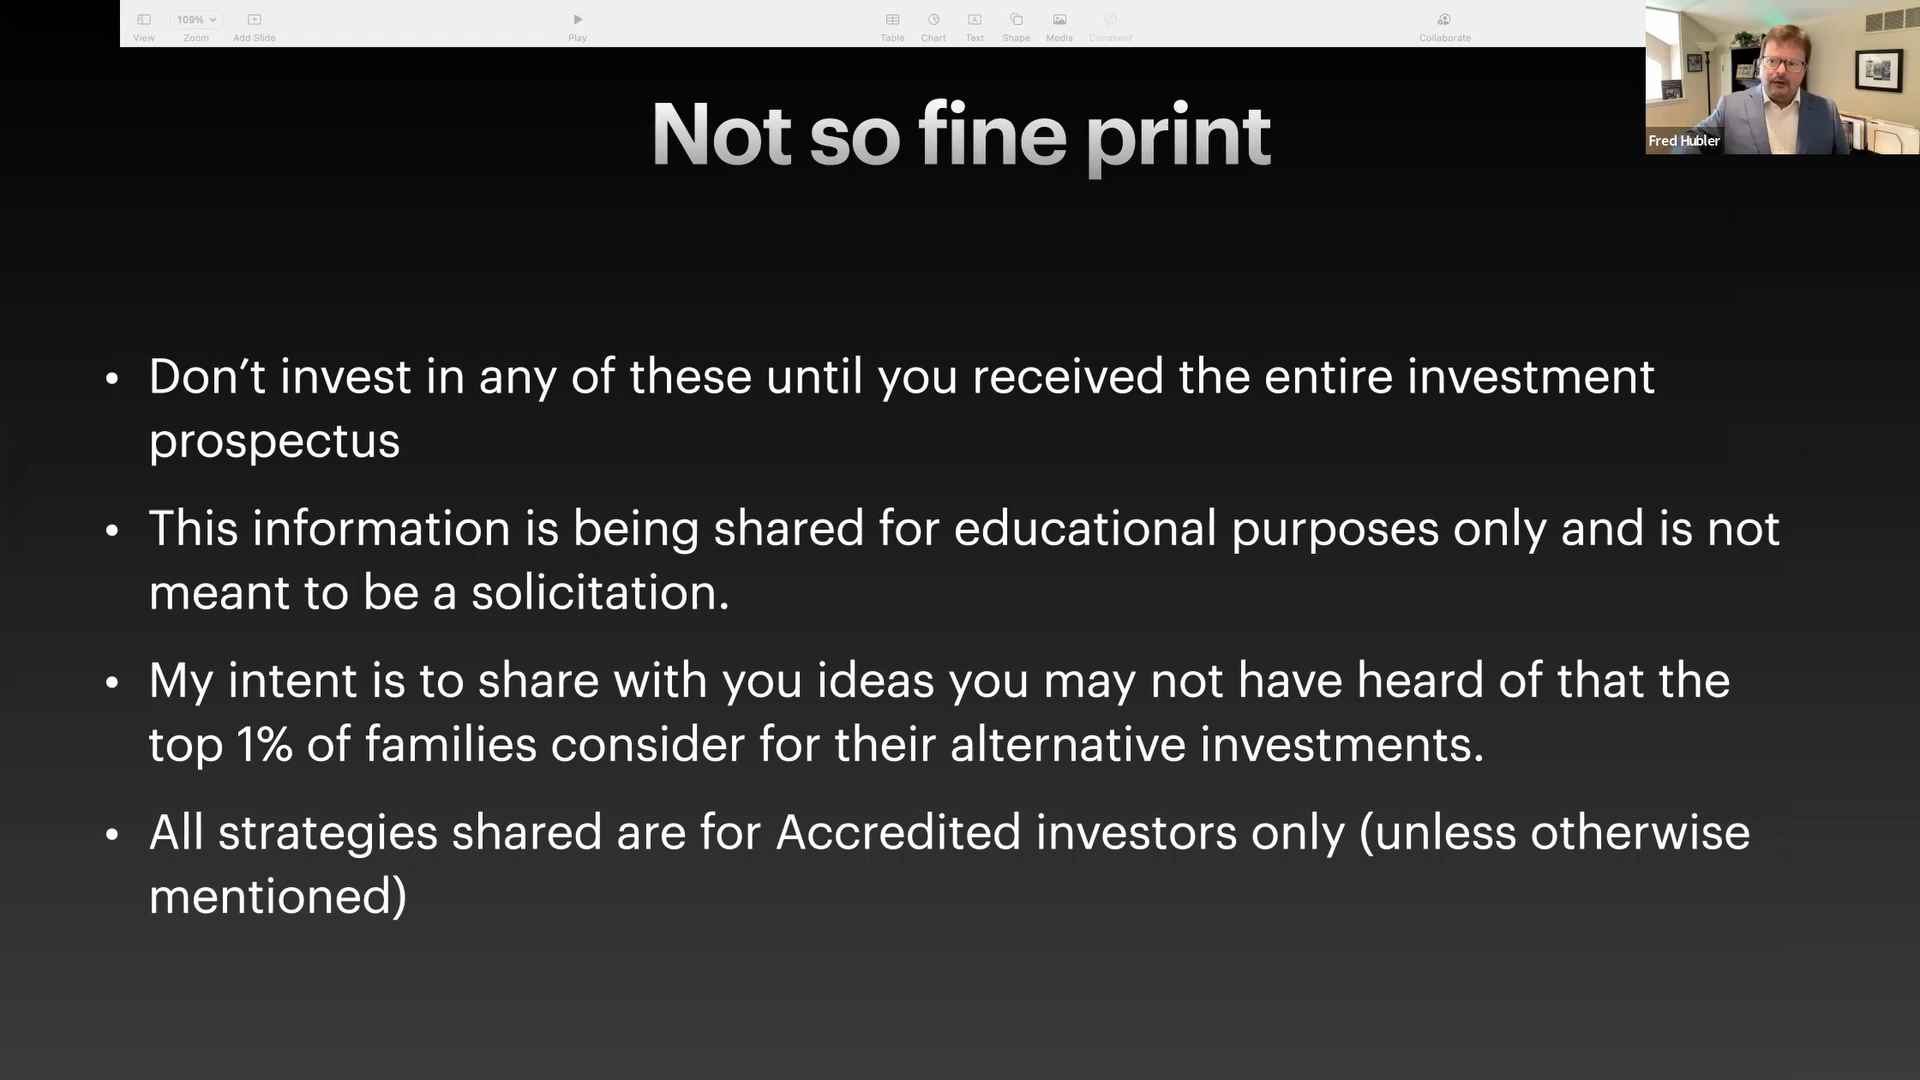 109%
View
Zoom
Add Slide
Play
Table
Chart
Text
Shape
Media
Comment
Collaborate
Fred Hubler
Not so fine print
• Don’t invest in any of these until you received the entire investment
prospectus
• This information is being shared for educational purposes only and is not
meant to be a solicitation.
• My intent is to share with you ideas you may not have heard of that the
top 1% of families consider for their alternative investments.
• All strategies shared are for Accredited investors only (unless otherwise
mentioned)